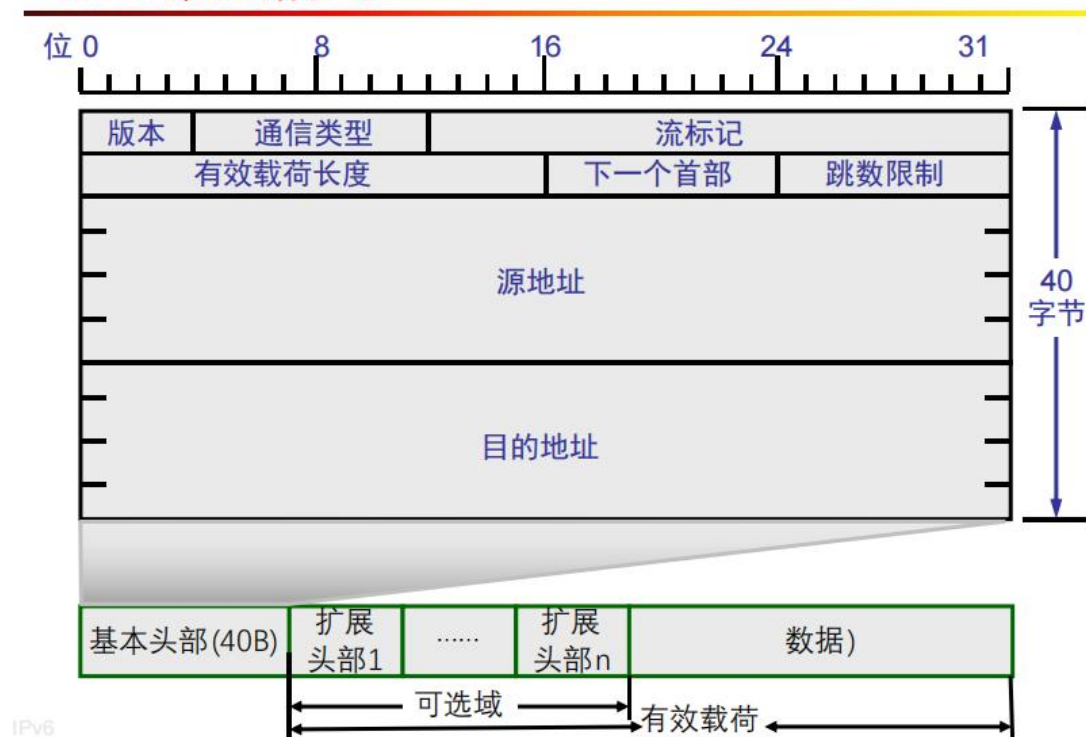 位 0 8 16 24 31
版本 通信类型 流标记
有效载荷长度 下一个首部 跳数限制
源地址
40
字节
目的地址
基本头部(40B) 扩展 …… 扩展 数据)
头部1 头部n
可选域
有效载荷
IPv6